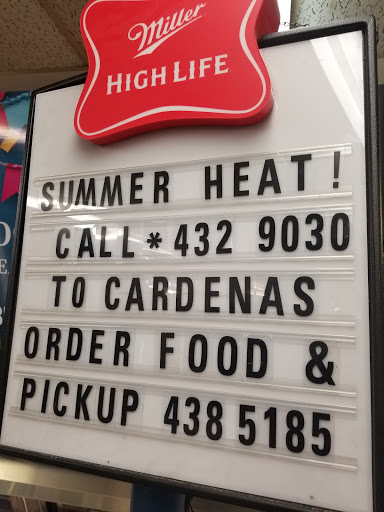 Miller
HIGH LIFE
SUMMER HEAT!
CALL * 432 9030
TO CARDENAS
ORDER FOOD &
PICKUP 438 5185